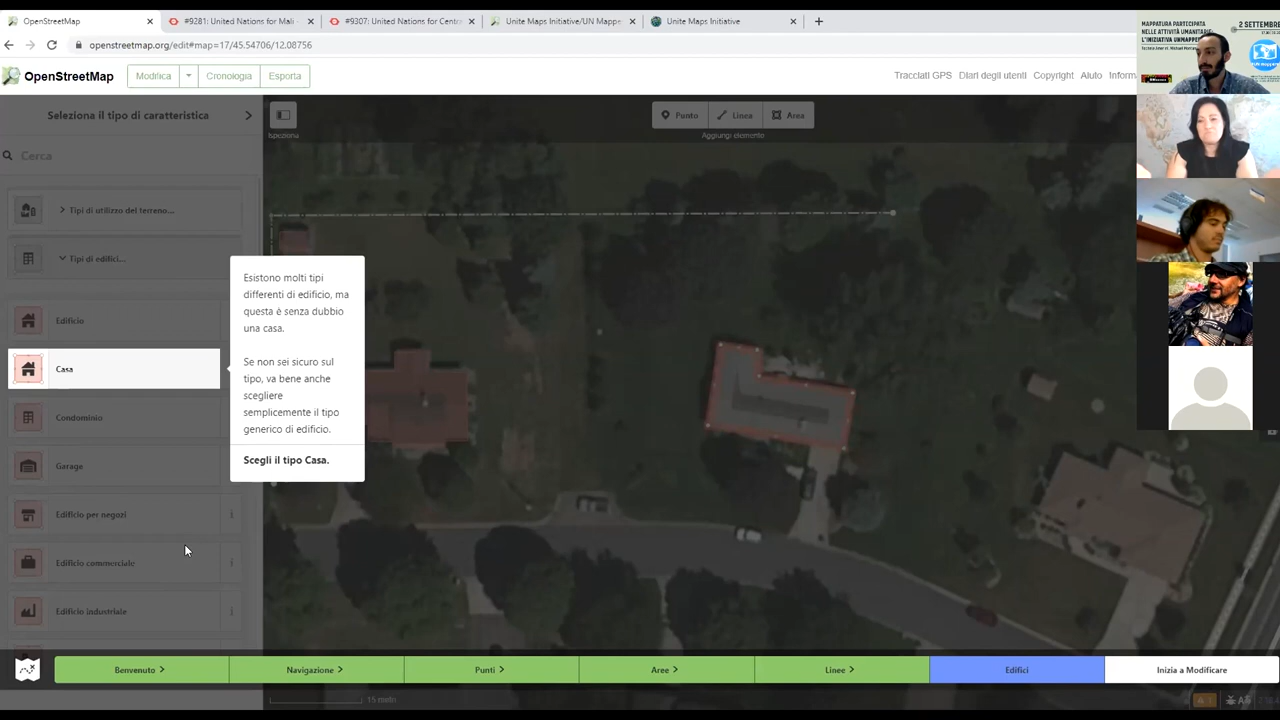 OpenStreetMap
#9281: United Nations for Mali -
#9307: United Nations for Centr
Unite Maps Initiative/UN Mappe
Unite Maps Initiative
openstreetmap.org/edit#map=17/45.54706/12.08756
OpenStreetMap
Modifica
Cronologia
Esporta
Tracciati GPS
Diari degli utenti
Copyright
Aiuto
Inform
MAPPATURA PARTECIPATA
NELLE ATTIVITÀ UMANITARIE:
L'INIZIATIVA UNMAPPERS
2 SETTEMBRE
Seleziona il tipo di caratteristica
Ispeziona
Punto
Linea
Area
Aggiungi elemento
Cerca
Tipi di utilizzo del terreno...
Tipi di edifici...
Edificio
Casa
Condominio
Garage
Edificio per negozi
Edificio commerciale
Edificio industriale
Esistono molti tipi
differenti di edificio, ma
questa è senza dubbio
una casa.
Se non sei sicuro sul
tipo, va bene anche
scegliere
semplicemente il tipo
generico di edificio.
Scegli il tipo Casa.
Benvenuto
Navigazione
Punti
Aree
Linee
Edifici
Inizia a Modificare